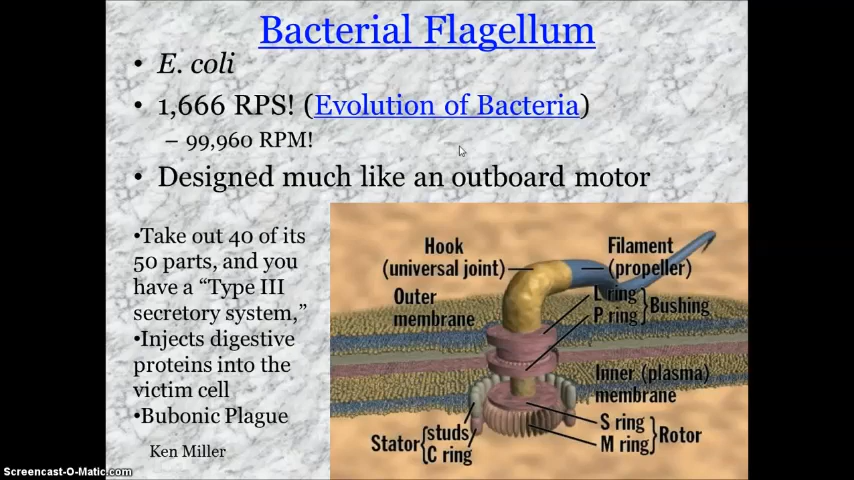 Bacterial Flagellum
• E. coli
• 1,666 RPS! (Evolution of Bacteria)
– 99,960 RPM!
• Designed much like an outboard motor
•Take out 40 of its
50 parts, and you
have a “Type III
secretory system,”
•Injects digestive
proteins into the
victim cell
•Bubonic Plague
Ken Miller
Hook
(universal joint)
Filament
(propeller)
Outer
membrane
L ring
P ring
Bushing
Inner (plasma)
membrane
S ring
M ring
Rotor
Stator
studs
C ring
Screencast-O-Matic.com